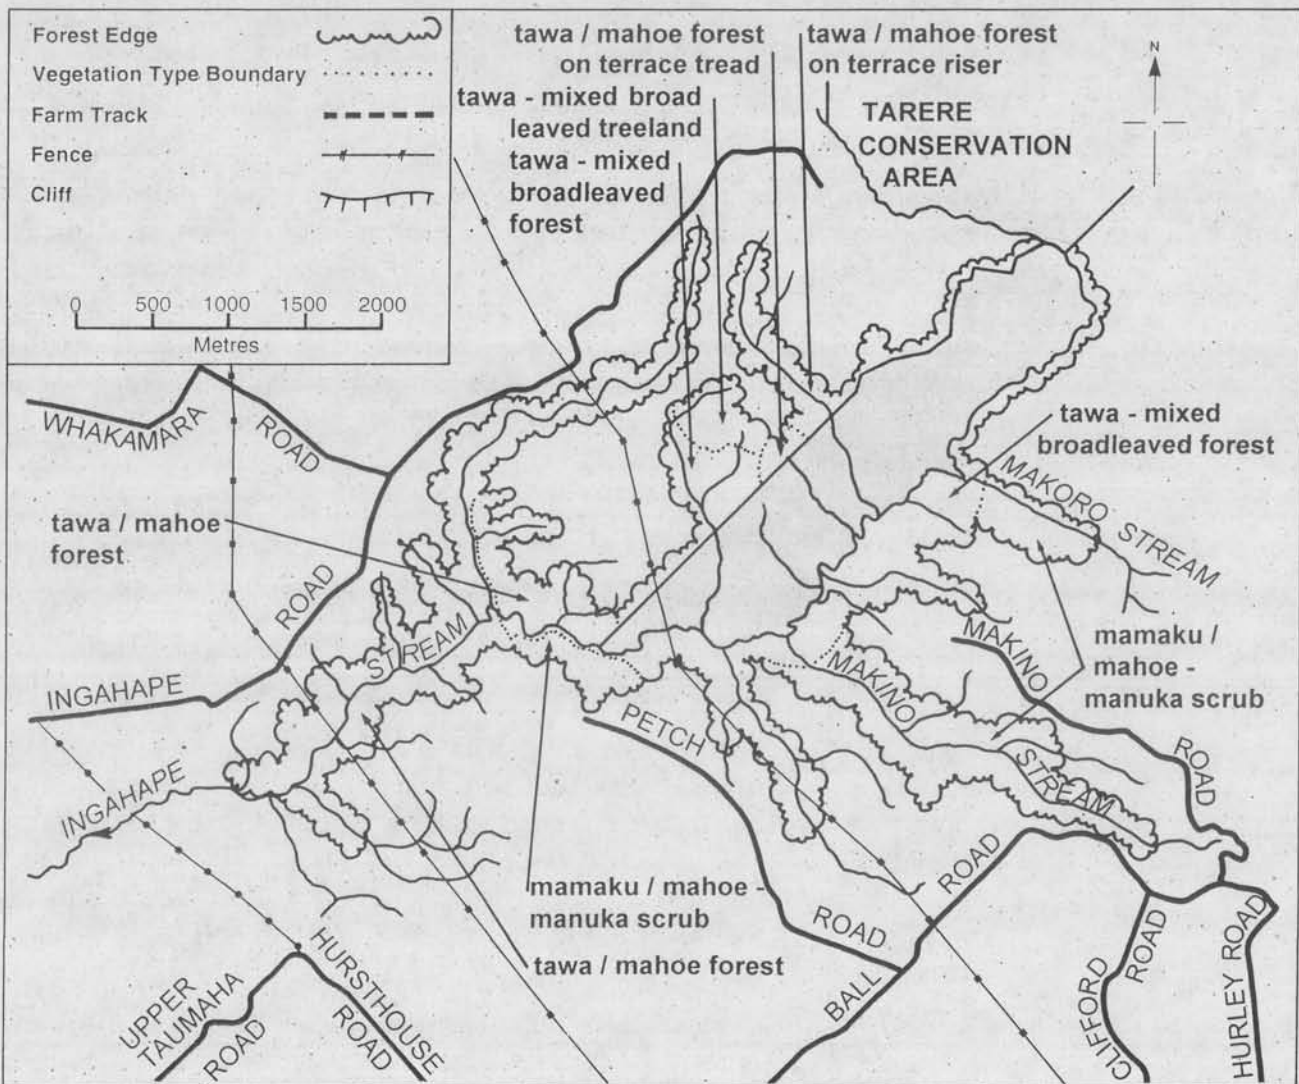 Forest Edge
Vegetation Type Boundary
Farm Track
Fence
Cliff
0 500 1000 1500 2000
Metres
tawa / mahoe forest
on terrace tread
tawa / mahoe forest
on terrace riser
tawa - mixed broad
leaved treeland
tawa - mixed
broadleaved
forest
TARERE
CONSERVATION
AREA
N
WHAKAMARA
ROAD
tawa - mixed
broadleaved forest
MAKORO STREAM
tawa / mahoe
forest
ROAD
INGAHAPE
STREAM
INGAHAPE
MAKINO
ROAD
mamaku /
mahoe -
manuka scrub
MAKINO
STREAM
PETCH
ROAD
mamaku / mahoe -
manuka scrub
tawa / mahoe forest
BALL
ROAD
UPPER
TAUMAHA
ROAD
HURSTHOUSE
ROAD
CLIFFORD
ROAD
HURLEY ROAD